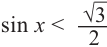 sin x < √3/2